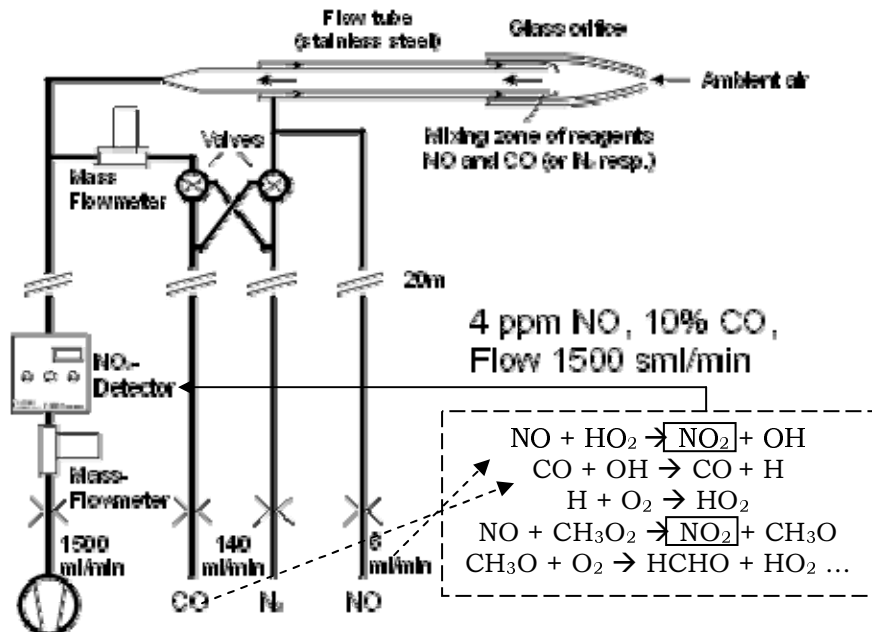 Flow tube
(stainless steel)
Glass orifice
Ambient air
Mixing zone of reagents
NO and CO (or N₂ resp.)
Valves
Mass
Flowmeter
20m
4 ppm NO, 10% CO,
Flow 1500 sml/min
NOₓ-
Detector
NO + HO₂ → NO₂ + OH
CO + OH → CO + H
H + O₂ → HO₂
NO + CH₃O₂ → NO₂ + CH₃O
CH₃O + O₂ → HCHO + HO₂ ...
Mass-
Flowmeter
1500
ml/min
140
ml/min
6
ml/min
CO
N₂
NO